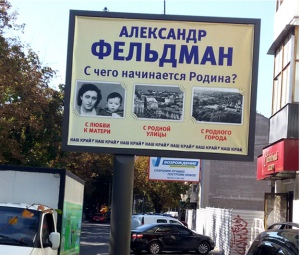 АЛЕКСАНДР
ФЕЛЬДМАН
С чего начинается Родина?
С ЛЮБВИ
К МАТЕРИ
С РОДНОЙ
УЛИЦЫ
С РОДНОГО
ГОРОДА
НАШ КРАЙ НАШ КРАЙ НАШ КРАЙ НАШ КРАЙ НАШ КРАЙ НАШ КРАЙ НАШ КРАЙ
ВОЗРОЖДЕНИЕ